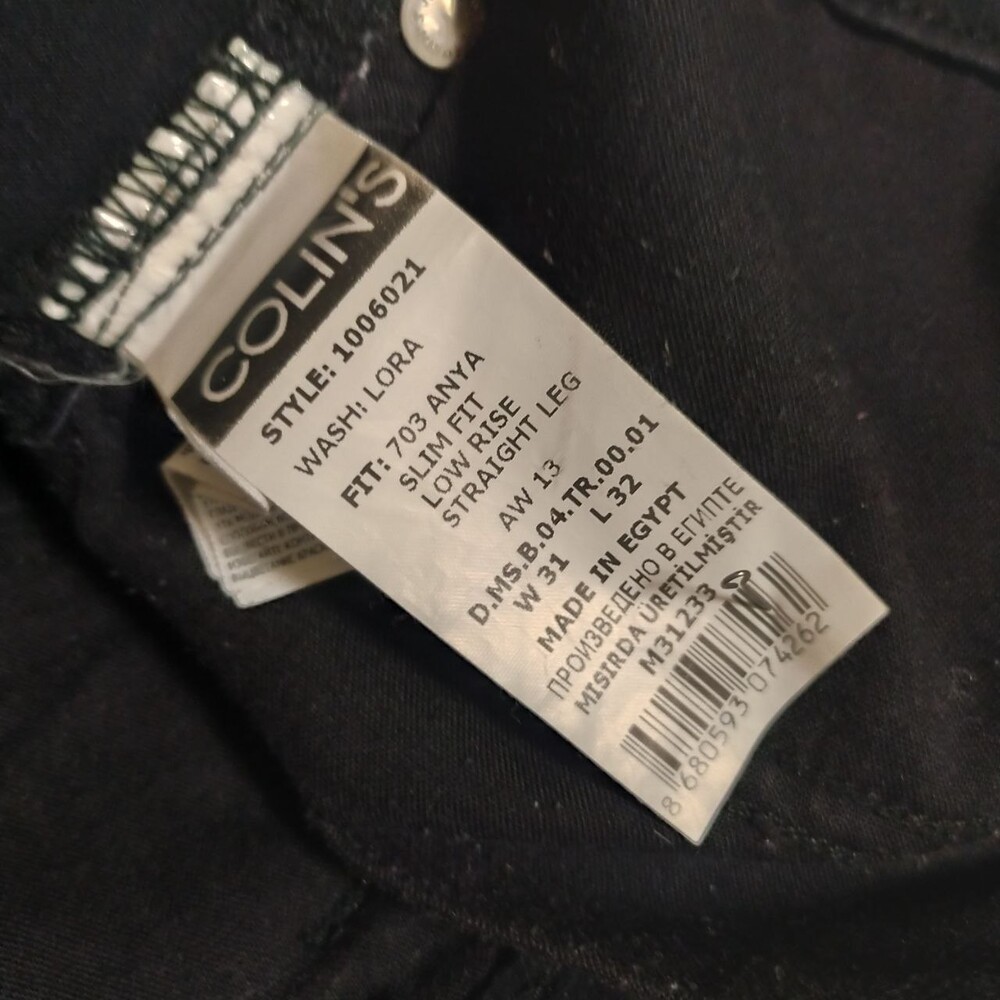 COLIN'S
STYLE: 1006021
WASH: LORA
FIT: 703 ANYA
SLIM FIT
LOW RISE
STRAIGHT LEG
AW 13
D.MS.B.04.TR.00.01
W 31 L 32
MADE IN EGYPT
ПРОИЗВЕДЕНО В ЕГИПТЕ
MISIRDA ÜRETİLMİŞTİR
M31233
8 680593 074262